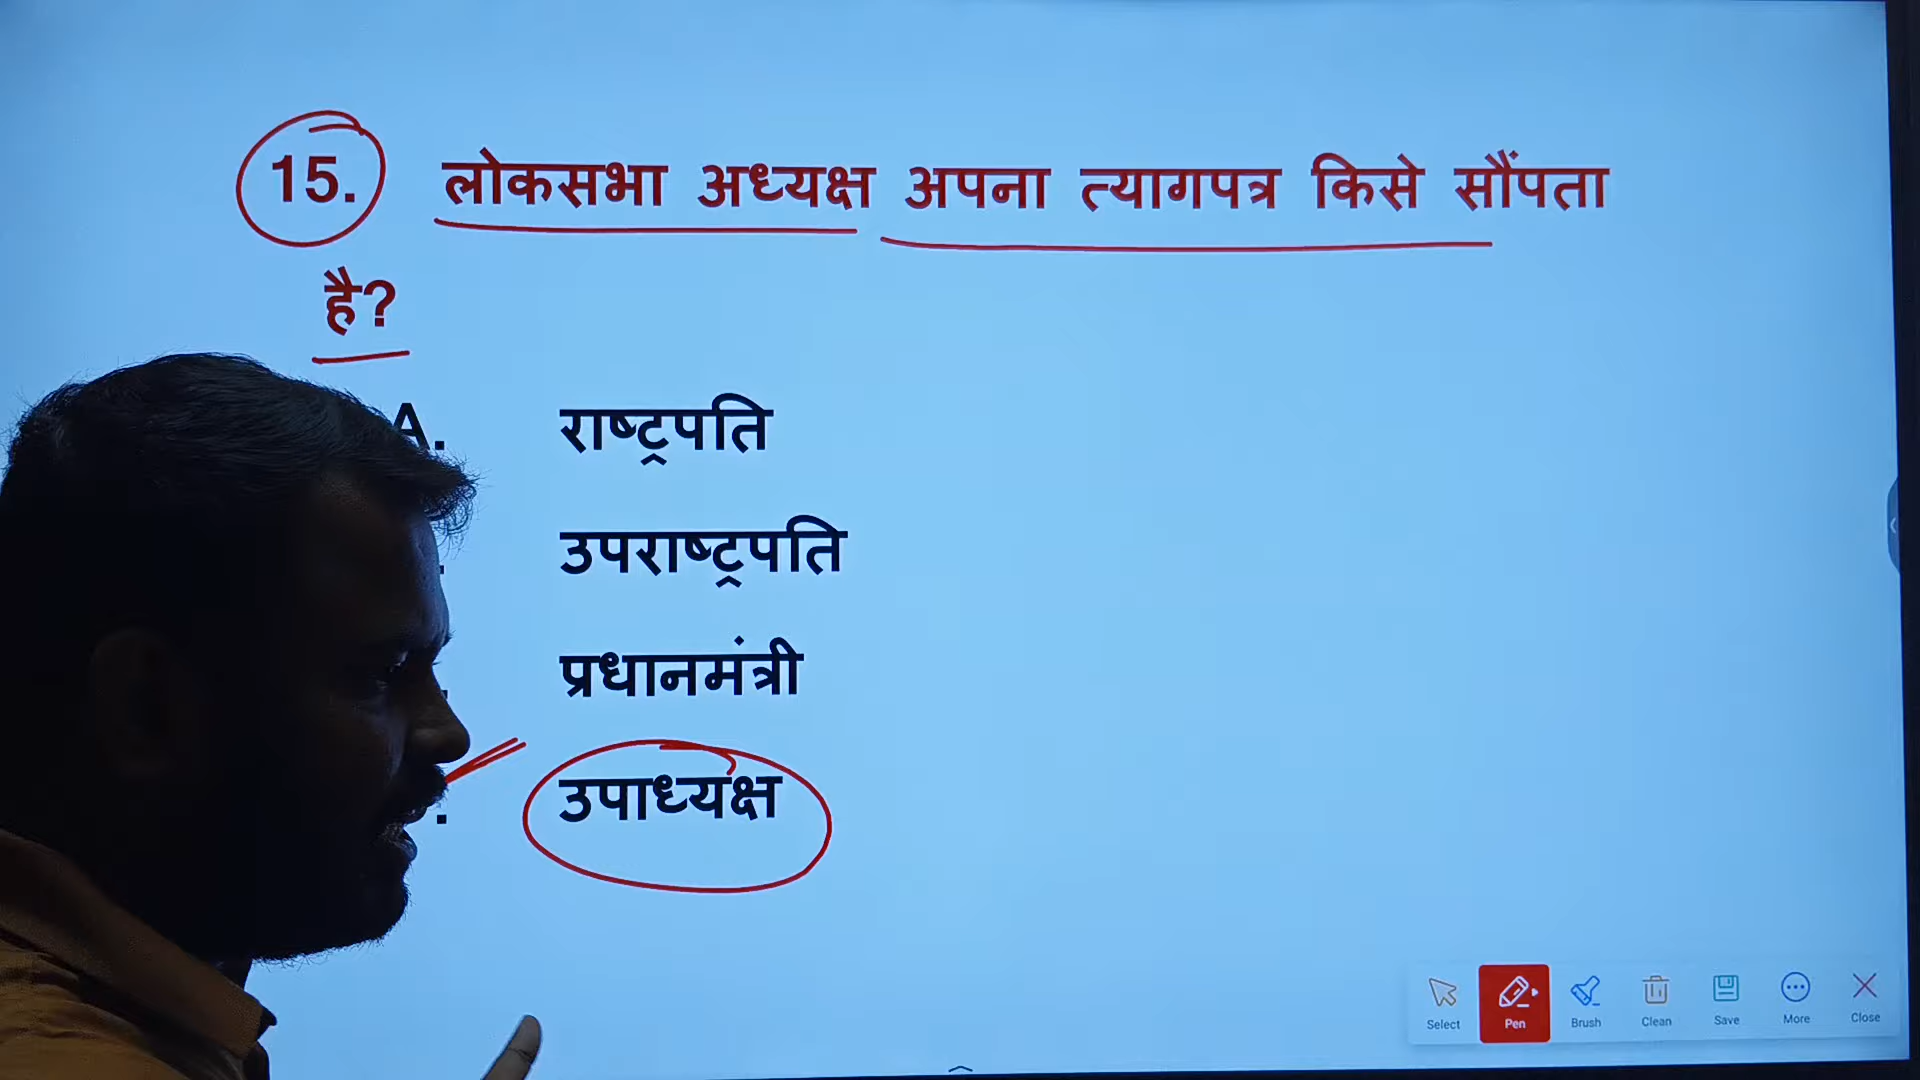 15. लोकसभा अध्यक्ष अपना त्यागपत्र किसे सौंपता
है?
A. राष्ट्रपति
उपराष्ट्रपति
प्रधानमंत्री
उपाध्यक्ष
Select Pen Brush Clean Save More Close